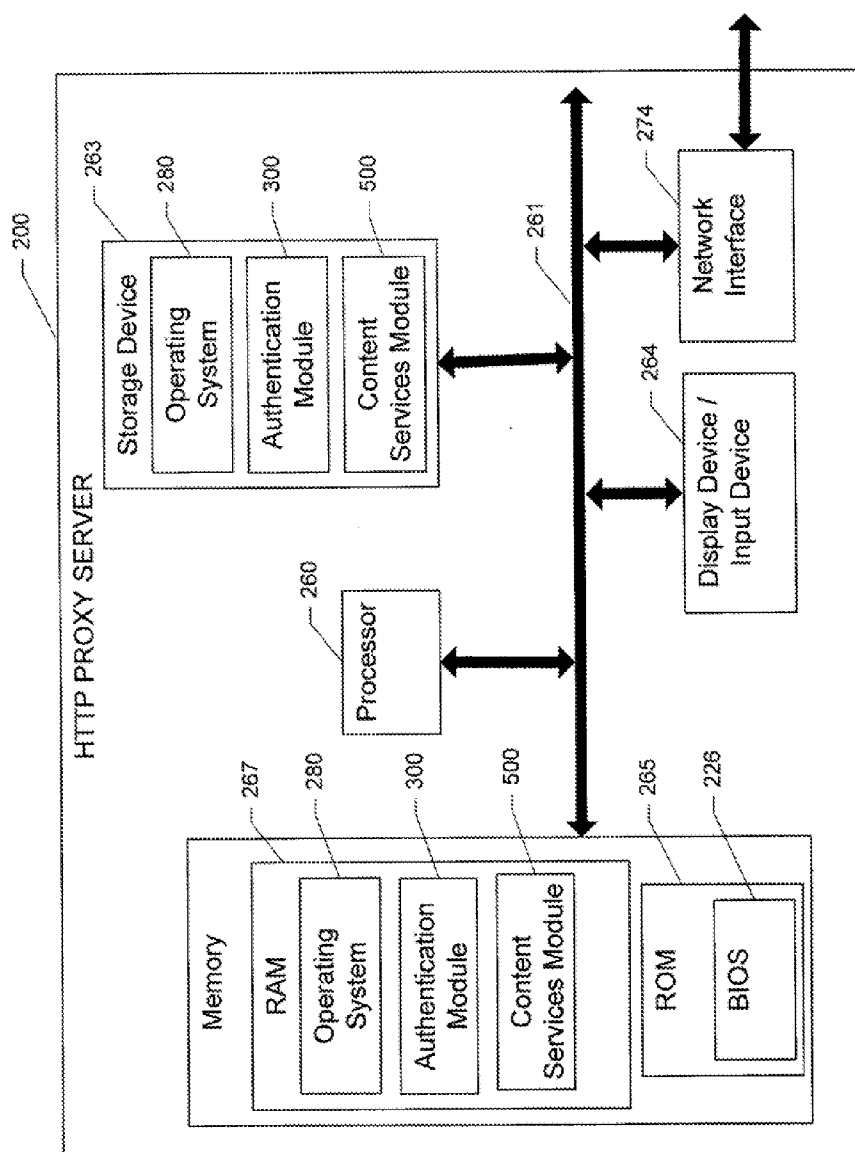 HTTP PROXY SERVER
200
Memory
RAM
267
Operating
System
280
Authentication
Module
300
Content
Services Module
500
ROM
265
BIOS
226
Processor
260
Storage Device
263
Operating
System
280
Authentication
Module
300
Content
Services Module
500
261
Display Device /
Input Device
264
Network
Interface
274